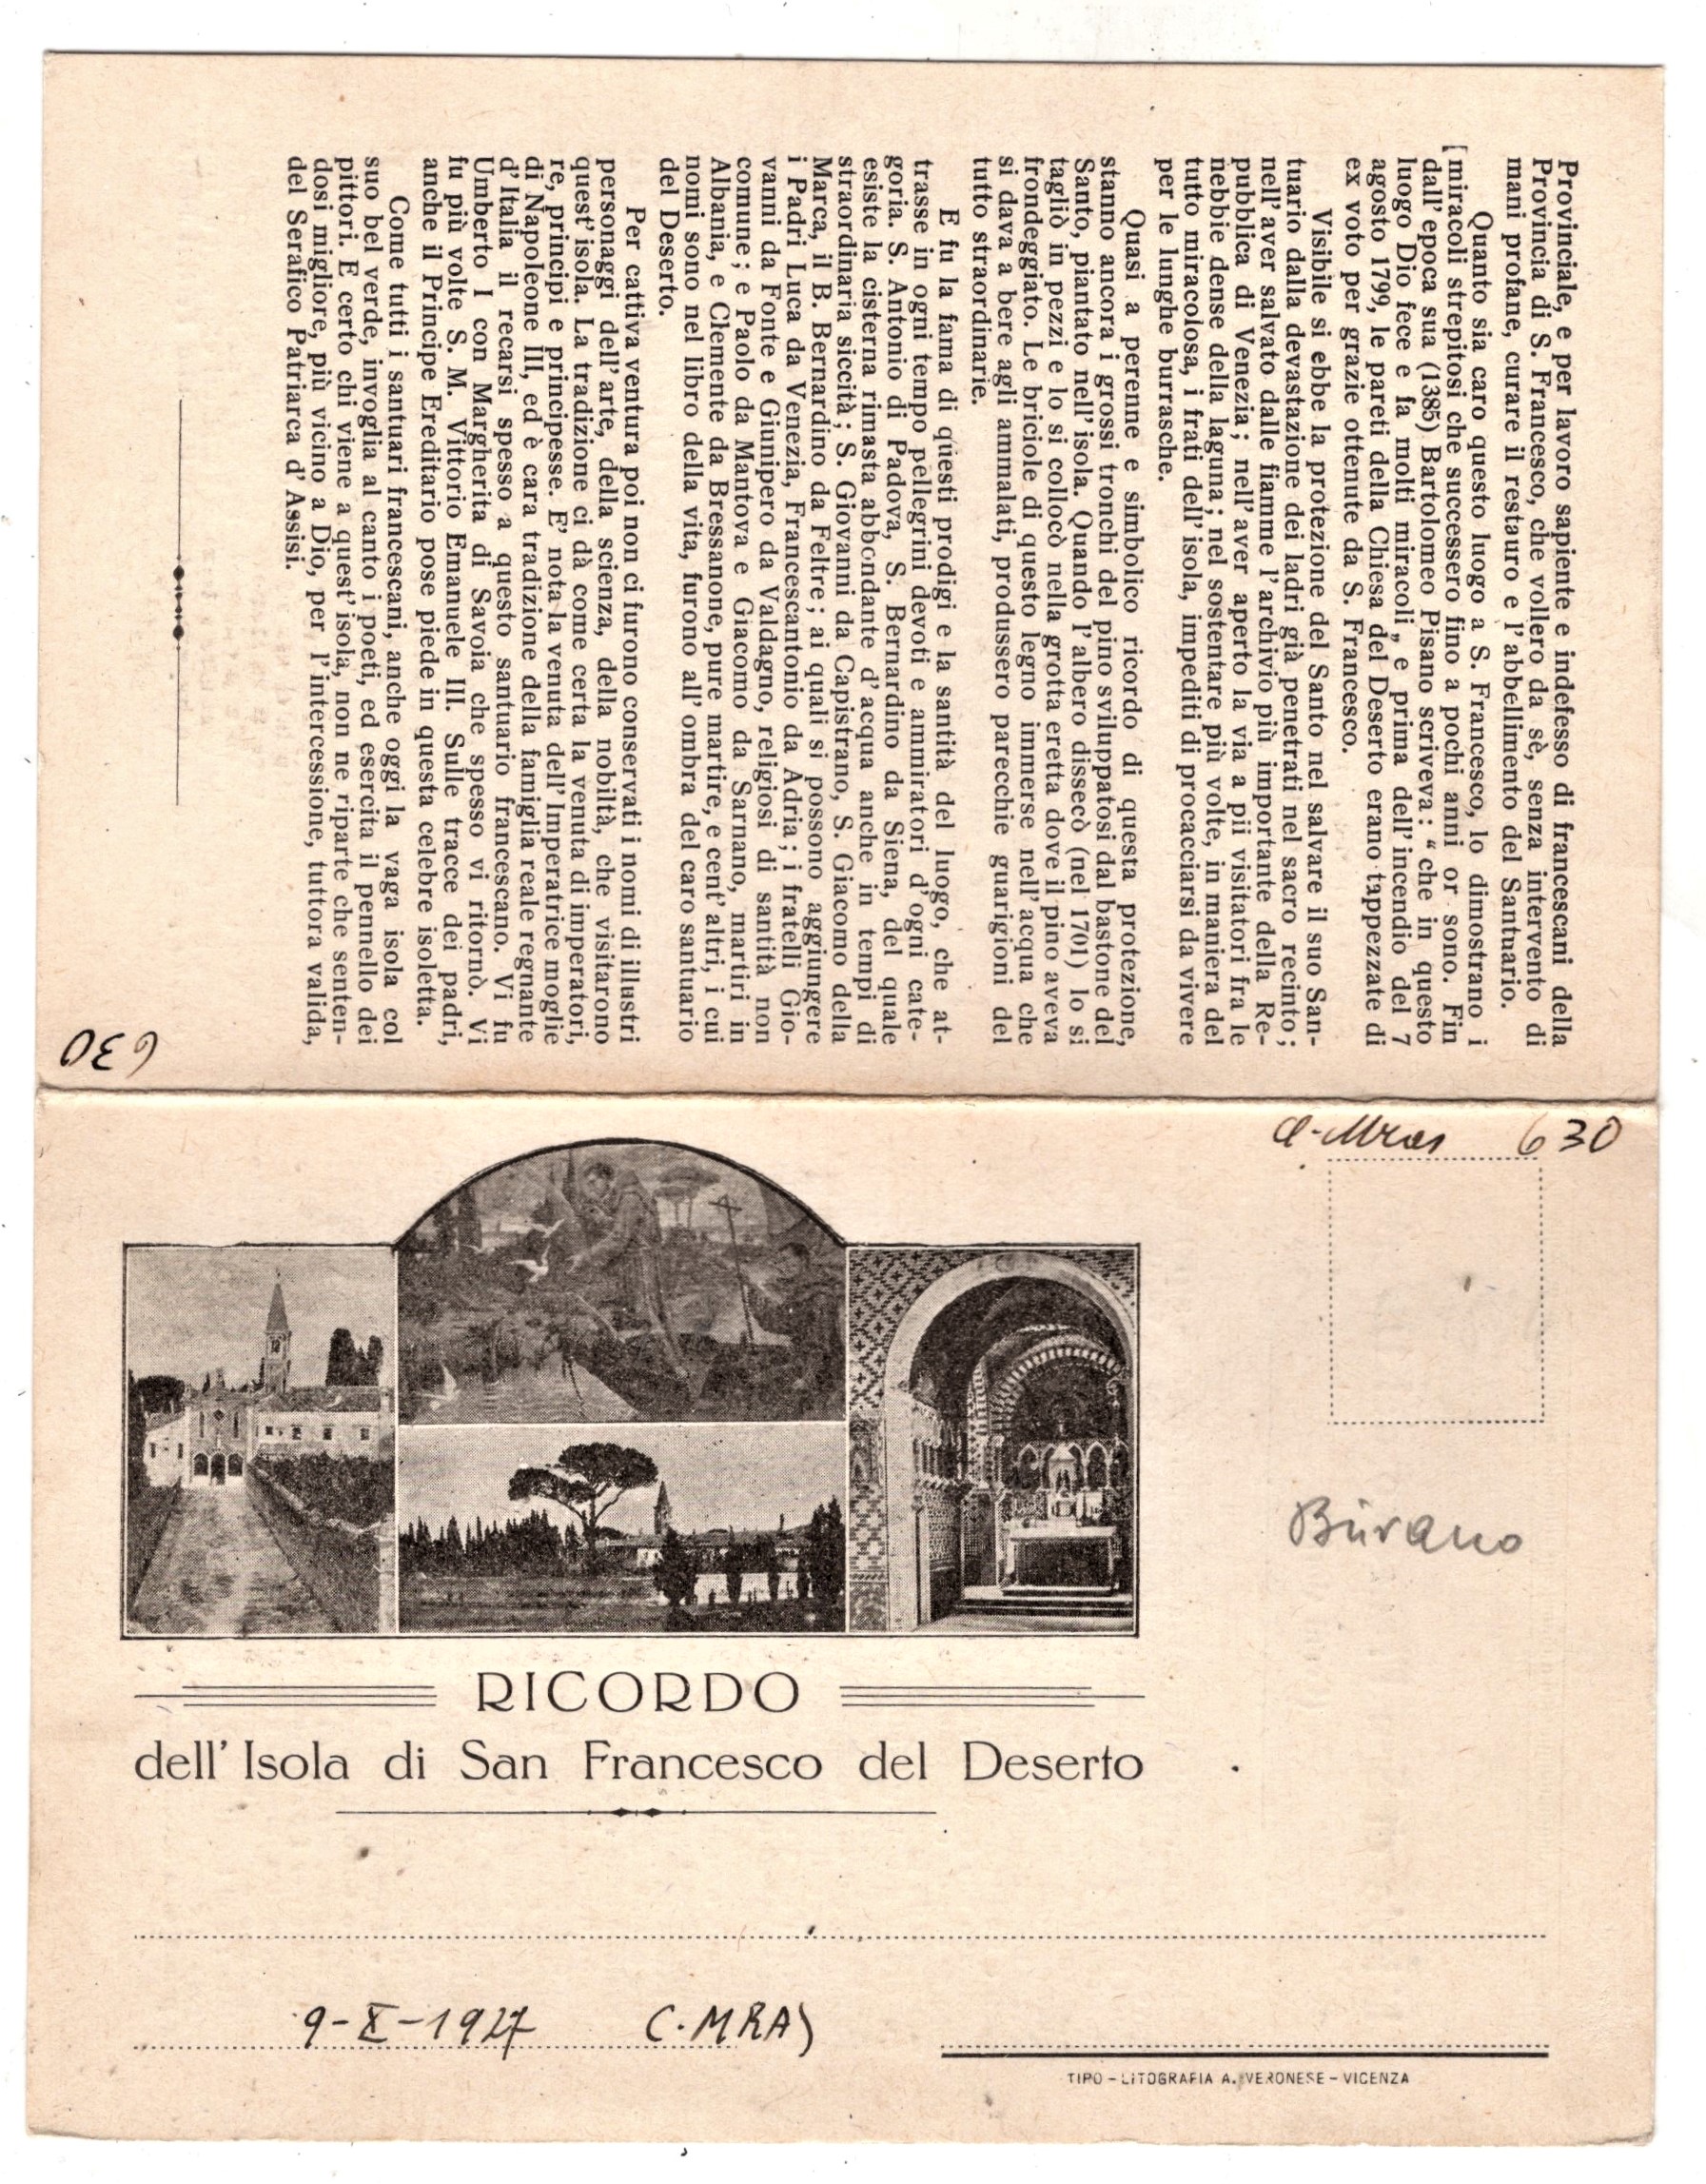 Provinciale, e per lavoro sapiente e indefesso di francescani della
Provincia di S. Francesco, che vollero da sè, senza intervento di
mani profane, curare il restauro e l'abbellimento del Santuario.
Quanto sia caro questo luogo a S. Francesco, lo dimostrano i
[miracoli strepitosi che successero fino a pochi anni or sono. Fin
dall'epoca sua (1385) Bartolomeo Pisano scriveva: “ che in questo
luogo Dio fece e fa molti miracoli „ e prima dell'incendio del 7
agosto 1799, le pareti della Chiesa del Deserto erano tappezzate di
ex voto per grazie ottenute da S. Francesco.
Visibile si ebbe la protezione del Santo nel salvare il suo San-
tuario dalla devastazione dei ladri già penetrati nel sacro recinto;
nell'aver salvato dalle fiamme l'archivio più importante della Re-
pubblica di Venezia; nell'aver aperto la via a pii visitatori fra le
nebbie dense della laguna; nel sostentare più volte, in maniera del
tutto miracolosa, i frati dell'isola, impediti di procacciarsi da vivere
per le lunghe burrasche.
Quasi a perenne e simbolico ricordo di questa protezione,
stanno ancora i grossi tronchi del pino sviluppatosi dal bastone del
Santo, piantato nell'isola. Quando l'albero dissecò (nel 1701) lo si
tagliò in pezzi e lo si collocò nella grotta eretta dove il pino aveva
frondeggiato. Le briciole di questo legno immerse nell'acqua che
si dava a bere agli ammalati, produssero parecchie guarigioni del
tutto straordinarie.
E fu la fama di questi prodigi e la santità del luogo, che at-
trasse in ogni tempo pellegrini devoti e ammiratori d'ogni cate-
goria. S. Antonio di Padova, S. Bernardino da Siena, del quale
esiste la cisterna rimasta abbondante d'acqua anche in tempi di
straordinaria siccità; S. Giovanni da Capistrano, S. Giacomo della
Marca, il B. Bernardino da Feltre; ai quali si possono aggiungere
i Padri Luca da Venezia, Francescantonio da Adria; i fratelli Gio-
vanni da Fonte e Giunipero da Valdagno, religiosi di santità non
comune; e Paolo da Mantova e Giacomo da Sarnano, martiri in
Albania, e Clemente da Bressanone, pure martire, e cent'altri, i cui
nomi sono nel libro della vita, furono all'ombra del caro santuario
del Deserto.
Per cattiva ventura poi non ci furono conservati i nomi di illustri
personaggi dell'arte, della scienza, della nobiltà, che visitarono
quest'isola. La tradizione ci dà come certa la venuta di imperatori,
re, principi e principesse. E' nota la venuta dell'Imperatrice moglie
di Napoleone III, ed è cara tradizione della famiglia reale regnante
d'Italia il recarsi spesso a questo santuario francescano. Vi fu
Umberto I con Margherita di Savoia che spesso vi ritornò. Vi
fu più volte S. M. Vittorio Emanuele III. Sulle tracce dei padri,
anche il Principe Ereditario pose piede in questa celebre isoletta.
Come tutti i santuari francescani, anche oggi la vaga isola col
suo bel verde, invoglia al canto i poeti, ed esercita il pennello dei
pittori. E certo chi viene a quest'isola, non ne riparte che senten-
dosi migliore, più vicino a Dio, per l'intercessione, tuttora valida,
del Serafico Patriarca d'Assisi.
630
C. Mras 630
Burano
RICORDO
dell' Isola di San Francesco del Deserto
9-X-1927 C. MRAS
TIPO - LITOGRAFIA A. VERONESE - VICENZA